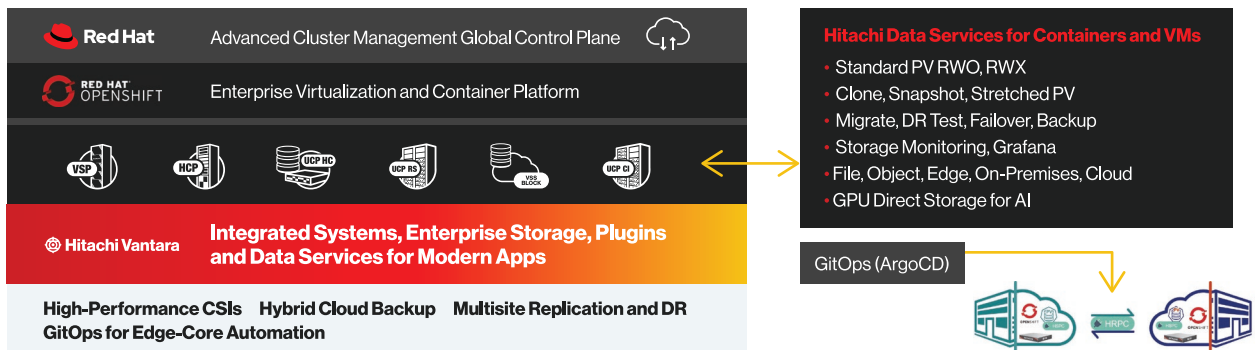 Red Hat
Advanced Cluster Management Global Control Plane
RED HAT
OPENSHIFT
Enterprise Virtualization and Container Platform
VSP
HCP
UCP HC
UCP RS
VSS
BLOCK
UCP CI
Hitachi Vantara
Integrated Systems, Enterprise Storage, Plugins
and Data Services for Modern Apps
High-Performance CSIs Hybrid Cloud Backup Multisite Replication and DR
GitOps for Edge-Core Automation
Hitachi Data Services for Containers and VMs
• Standard PV RWO, RWX
• Clone, Snapshot, Stretched PV
• Migrate, DR Test, Failover, Backup
• Storage Monitoring, Grafana
• File, Object, Edge, On-Premises, Cloud
• GPU Direct Storage for AI
GitOps (ArgoCD)
OPENSHIFT
HRPC
HRPC
HRPC
OPENSHIFT